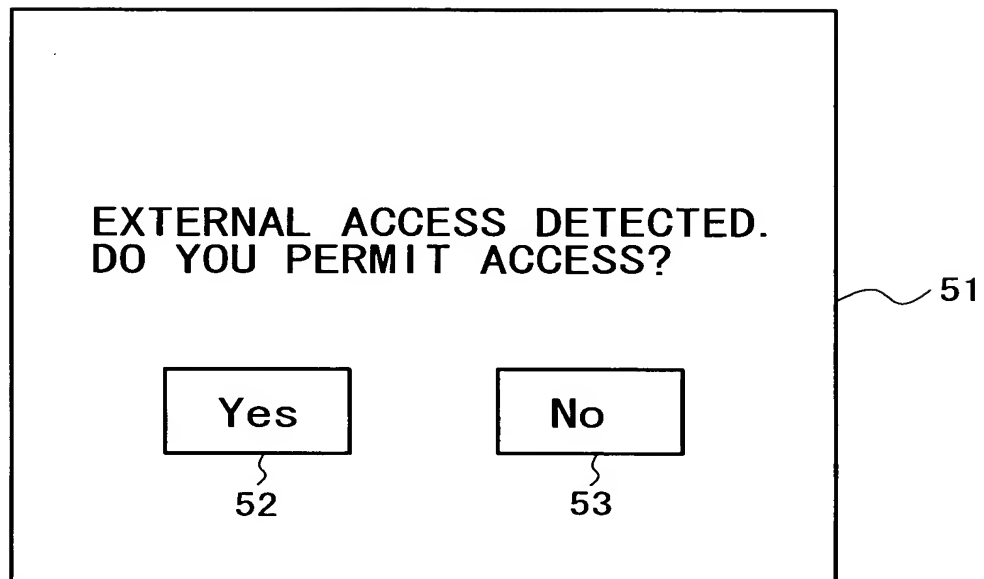 EXTERNAL ACCESS DETECTED.
DO YOU PERMIT ACCESS?
51
Yes No
52 53